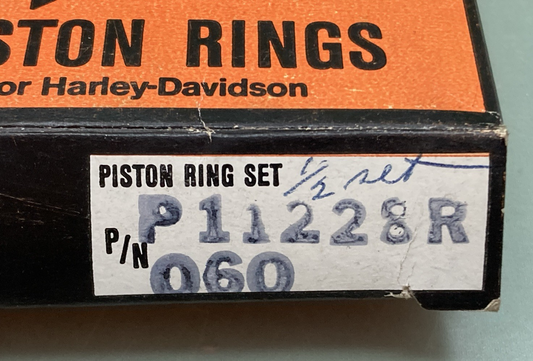 STON RINGS
or Harley-Davidson
PISTON RING SET 1/2 set
P/N P11228R
060